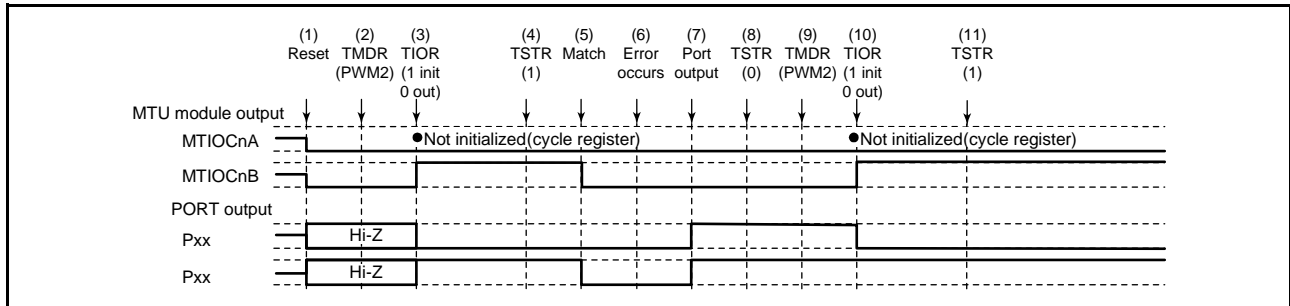 (1) (2) (3) (4) (5) (6) (7) (8) (9) (10) (11)
Reset TMDR TIOR TSTR Match Error Port TSTR TMDR TIOR TSTR
(PWM2) (1 init (1) occurs output (0) (PWM2) (1 init (1)
0 out) 0 out)
MTU module output
MTIOCnA ●Not initialized(cycle register) ●Not initialized(cycle register)
MTIOCnB
PORT output
Pxx Hi-Z
Pxx Hi-Z